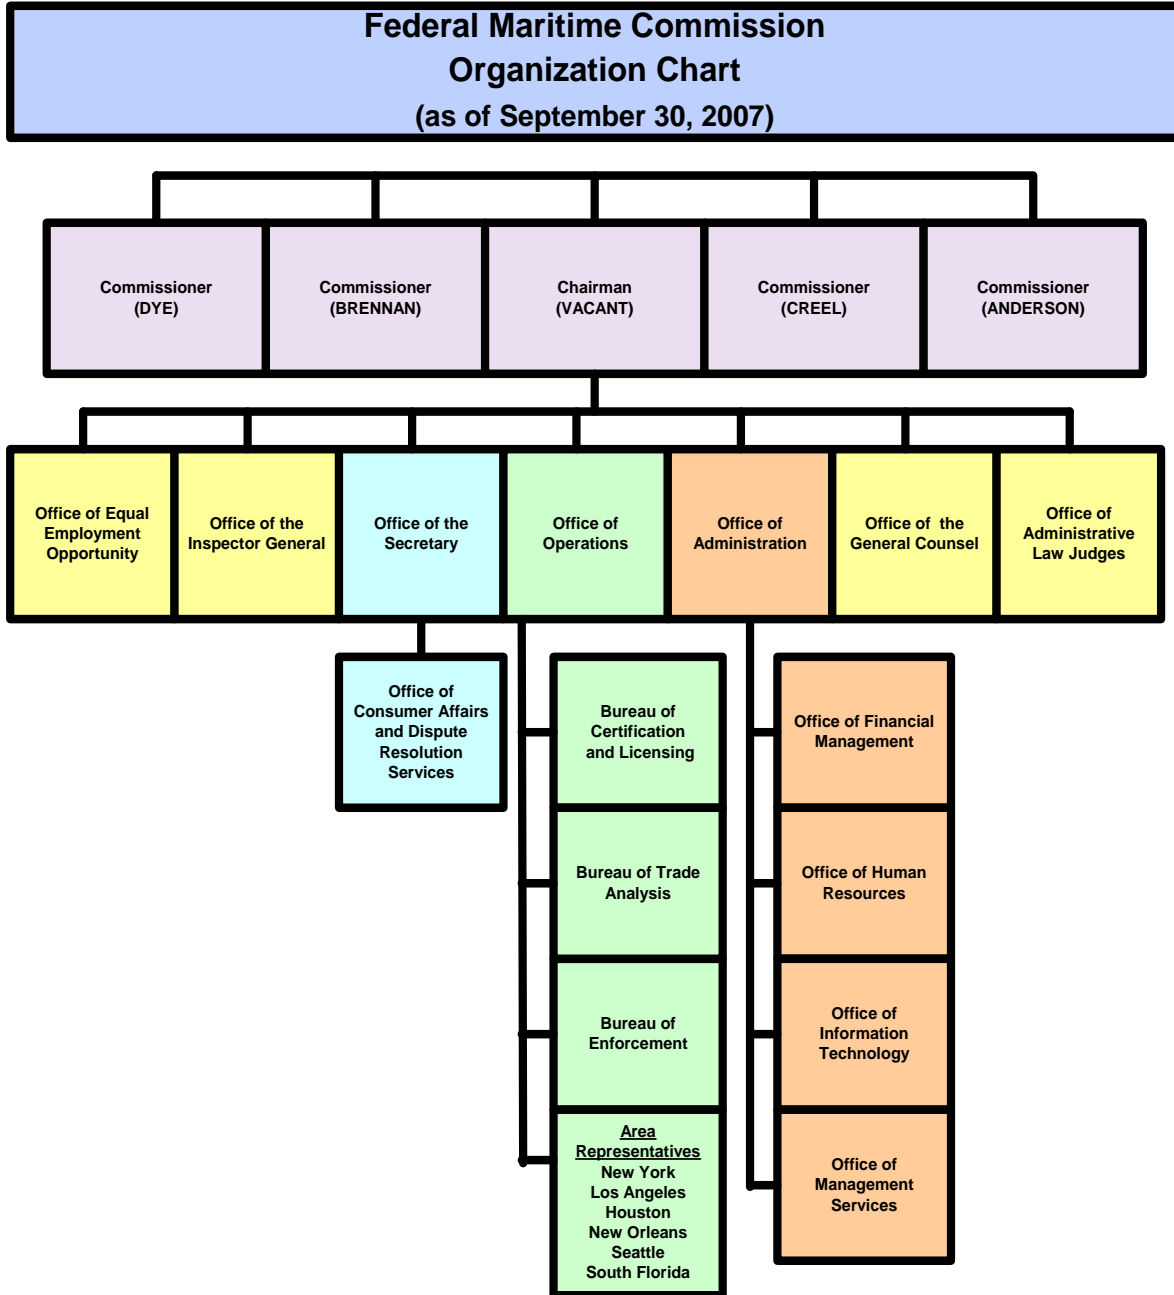 Federal Maritime Commission
Organization Chart
(as of September 30, 2007)
Commissioner
(DYE)
Commissioner
(BRENNAN)
Chairman
(VACANT)
Commissioner
(CREEL)
Commissioner
(ANDERSON)
Office of Equal
Employment
Opportunity
Office of the
Inspector General
Office of the
Secretary
Office of
Operations
Office of
Administration
Office of the
General Counsel
Office of
Administrative
Law Judges
Office of
Consumer Affairs
and Dispute
Resolution
Services
Bureau of
Certification
and Licensing
Bureau of Trade
Analysis
Bureau of
Enforcement
Area
Representatives
New York
Los Angeles
Houston
New Orleans
Seattle
South Florida
Office of Financial
Management
Office of Human
Resources
Office of
Information
Technology
Office of
Management
Services